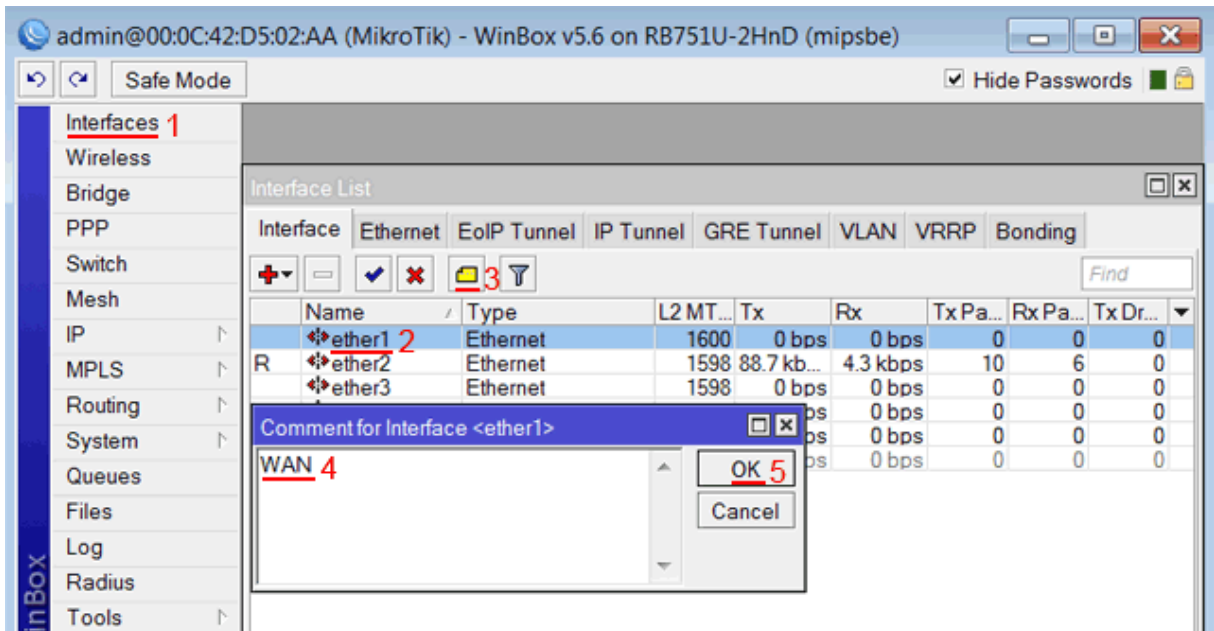 admin@00:0C:42:D5:02:AA (MikroTik) - WinBox v5.6 on RB751U-2HnD (mipsbe)
Safe Mode Hide Passwords
Interfaces 1
Wireless
Bridge
PPP
Switch
Mesh
IP
MPLS
Routing
System
Queues
Files
Log
Radius
Tools
inBox
Interface List
Interface Ethernet EoIP Tunnel IP Tunnel GRE Tunnel VLAN VRRP Bonding
3 Find
Name Type L2 MT... Tx Rx Tx Pa... Rx Pa... Tx Dr...
ether1 2 Ethernet 1600 0 bps 0 bps 0 0 0
R ether2 Ethernet 1598 88.7 kb... 4.3 kbps 10 6 0
ether3 Ethernet 1598 0 bps 0 bps 0 0 0
ps 0 bps 0 0 0
ps 0 bps 0 0 0
ps 0 bps 0 0 0
Comment for Interface <ether1>
WAN 4
OK 5
Cancel